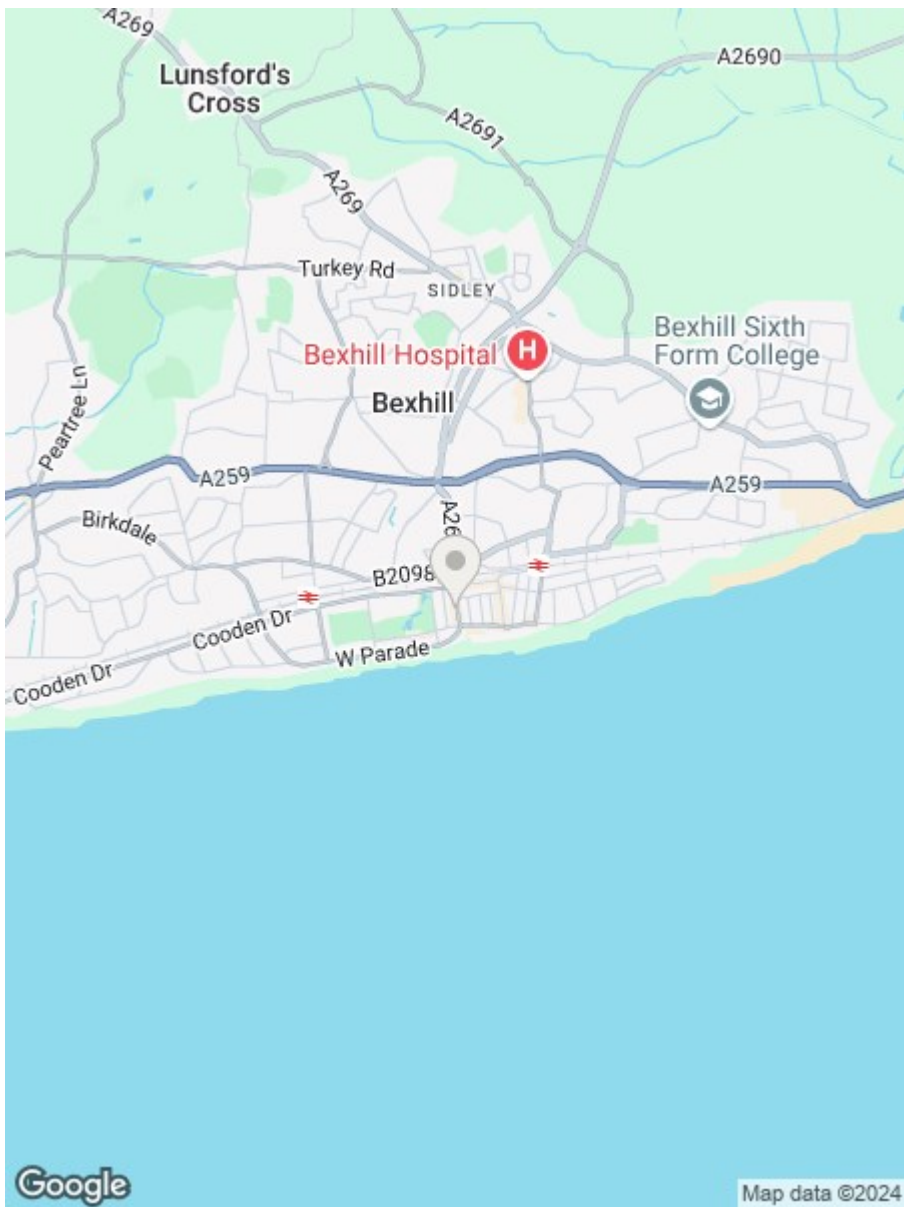 A269
A2690
Lunsford's
Cross
A2691
A269
Turkey Rd
SIDLEY
Bexhill Sixth
Form College
Bexhill Hospital
H
Bexhill
Peartree Ln
A259
A259
Birkdale
A26
B2098
Cooden Dr
W Parade
Cooden Dr
Google
Map data ©2024